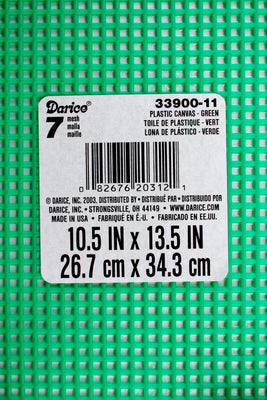 Darice®
33900-11
7 mesh
malla
maille
PLASTIC CANVAS - GREEN
TOILE DE PLASTIQUE - VERT
LONA DE PLÁSTICO - VERDE
0 82676 20312 1
© DARICE, INC. 2003. DISTRIBUTED BY • DISTRIBUÉ PAR • DISTRIBUIDO POR
DARICE, INC. • STRONGSVILLE, OH 44149 • WWW.DARICE.COM
MADE IN USA • FABRIQUÉ EN É.-U. • FABRICADO EN EE.UU.
10.5 IN x 13.5 IN
26.7 cm x 34.3 cm